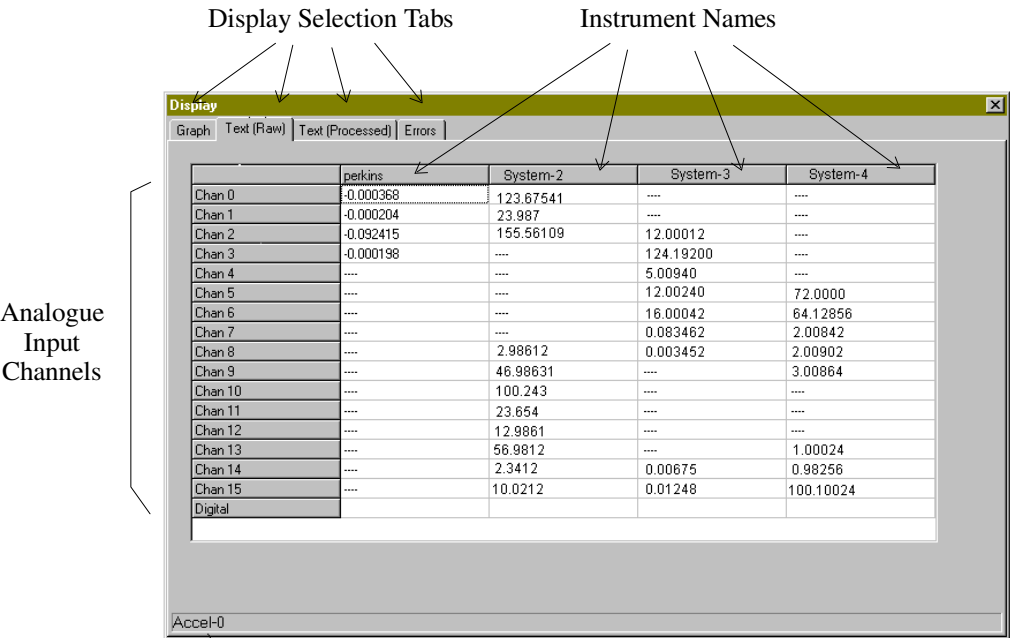 Display Selection Tabs Instrument Names
Display
Graph Text (Raw) Text (Processed) Errors
perkins System-2 System-3 System-4
Chan 0 -0.000368 123.67541 ---- ----
Chan 1 -0.000204 23.987 ---- ----
Chan 2 -0.092415 155.56109 12.00012 ----
Chan 3 -0.000198 ---- 124.19200 ----
Chan 4 ---- ---- 5.00940 ----
Chan 5 ---- ---- 12.00240 72.0000
Chan 6 ---- ---- 16.00042 64.12856
Chan 7 ---- ---- 0.083462 2.00842
Chan 8 ---- 2.98612 0.003452 2.00902
Chan 9 ---- 46.98631 ---- 3.00864
Chan 10 ---- 100.243 ---- ----
Chan 11 ---- 23.654 ---- ----
Chan 12 ---- 12.9861 ---- ----
Chan 13 ---- 56.9812 ---- 1.00024
Chan 14 ---- 2.3412 0.00675 0.98256
Chan 15 ---- 10.0212 0.01248 100.10024
Digital
Analogue
Input
Channels
Accel-0